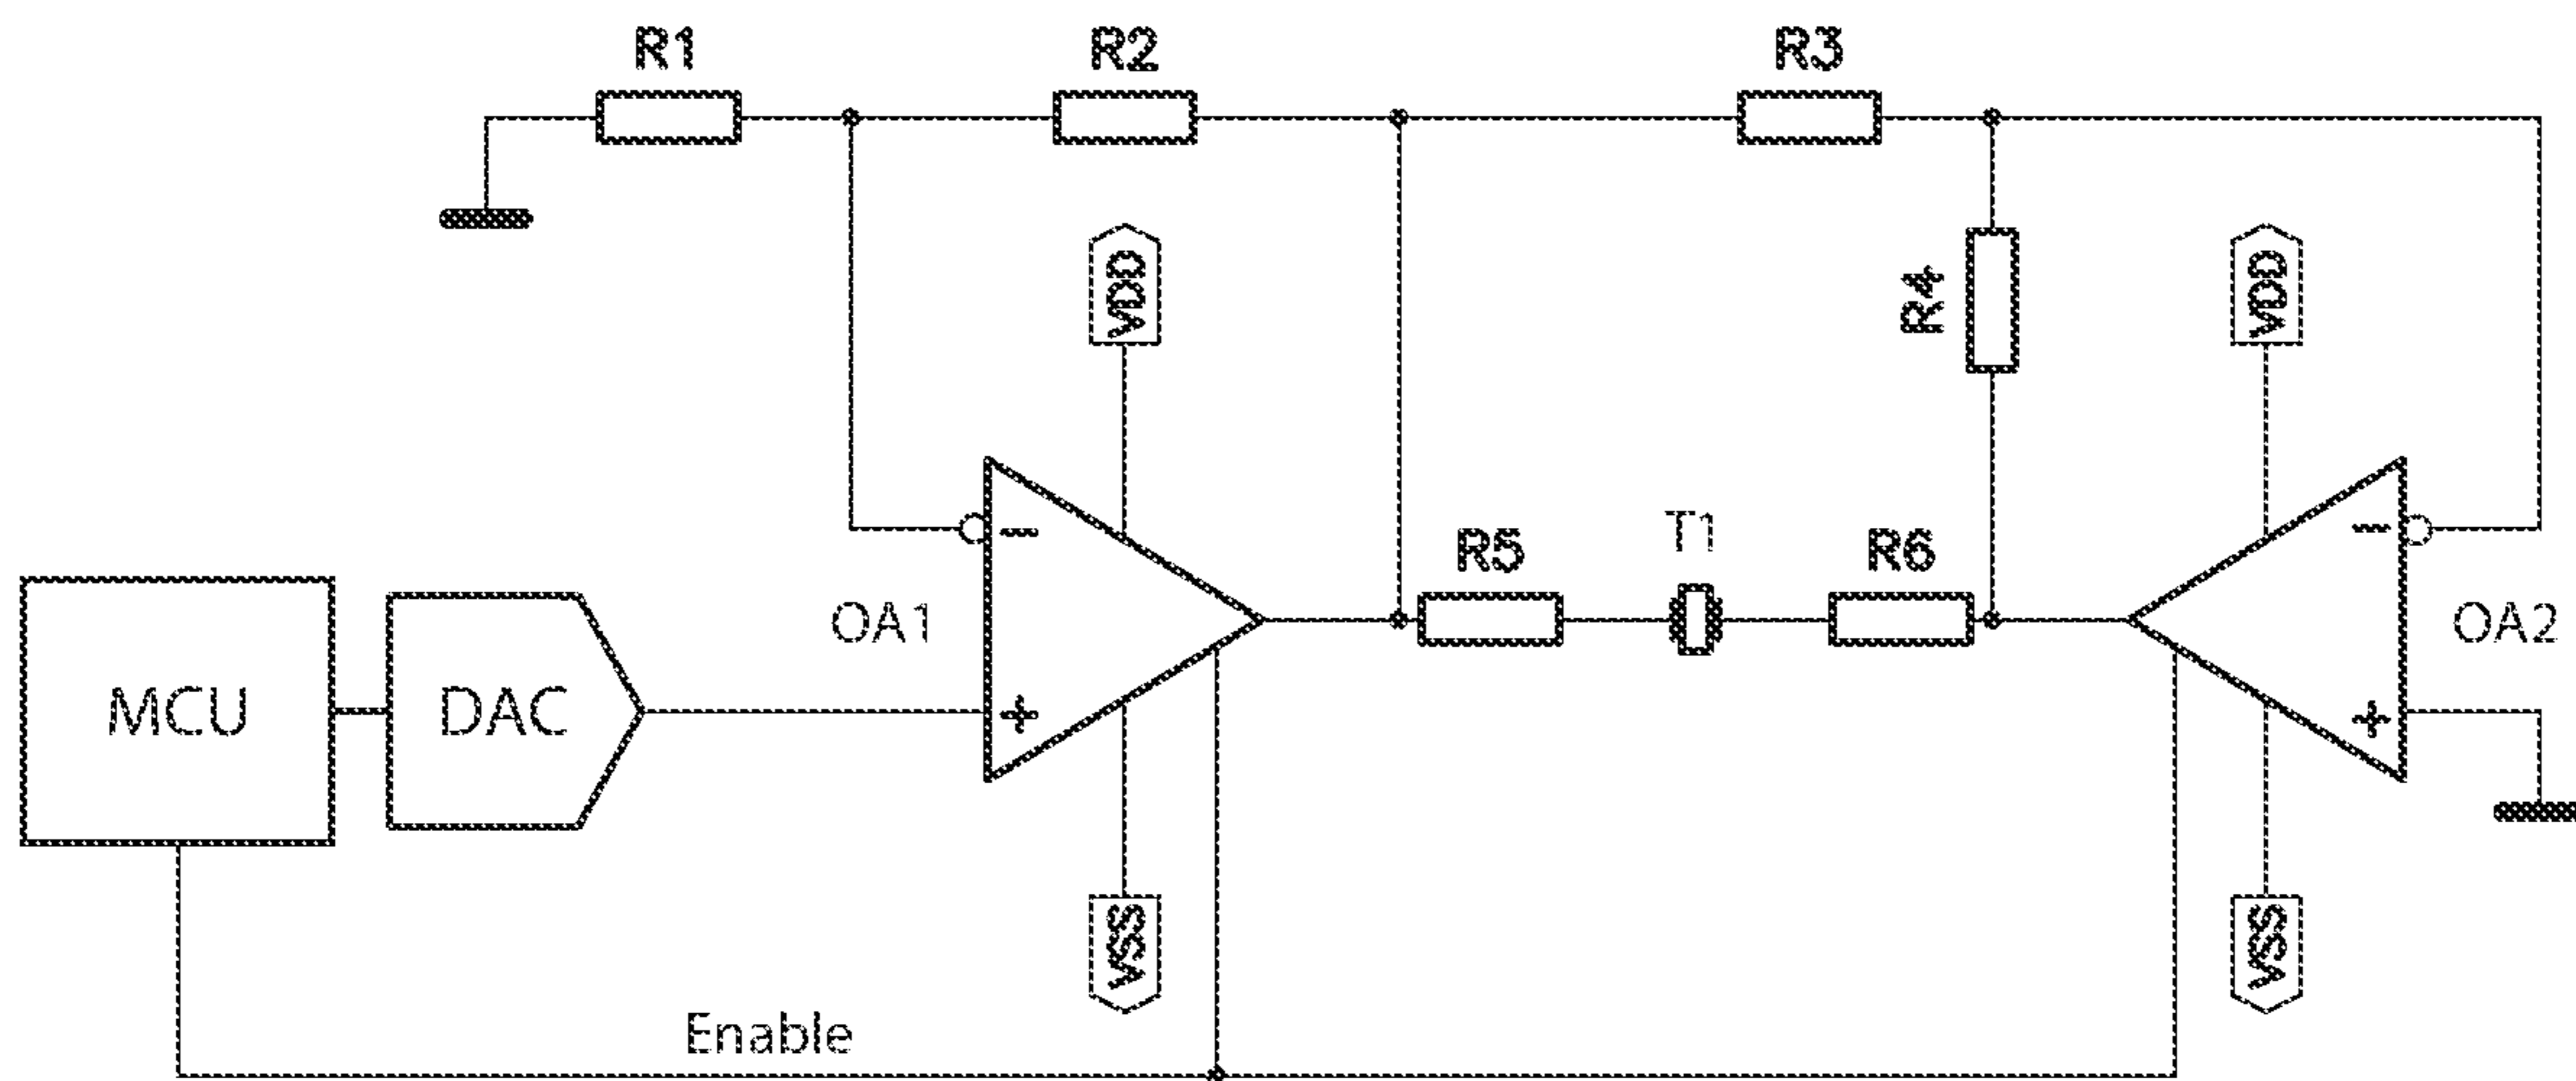 R1
R2
R3
VDD
R4
VDD
R5
T1
R6
−
−
OA1
OA2
MCU
DAC
+
+
VSS
VSS
Enable